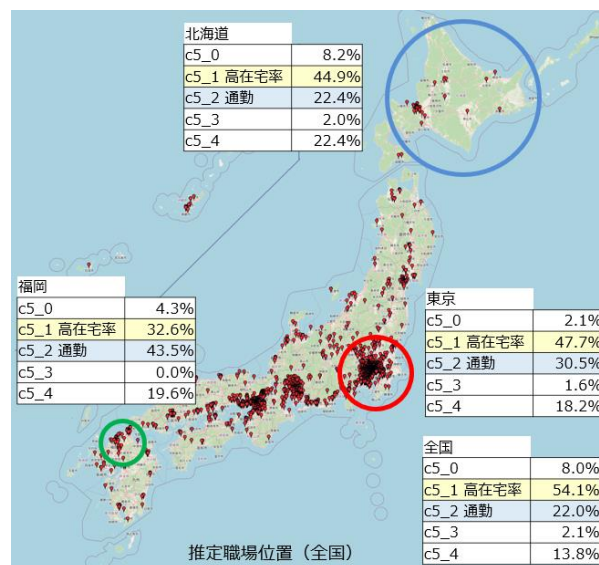 北海道
c5_0 8.2%
c5_1 高在宅率 44.9%
c5_2 通勤 22.4%
c5_3 2.0%
c5_4 22.4%
福岡
c5_0 4.3%
c5_1 高在宅率 32.6%
c5_2 通勤 43.5%
c5_3 0.0%
c5_4 19.6%
東京
c5_0 2.1%
c5_1 高在宅率 47.7%
c5_2 通勤 30.5%
c5_3 1.6%
c5_4 18.2%
全国
c5_0 8.0%
c5_1 高在宅率 54.1%
c5_2 通勤 22.0%
c5_3 2.1%
c5_4 13.8%
推定職場位置（全国）